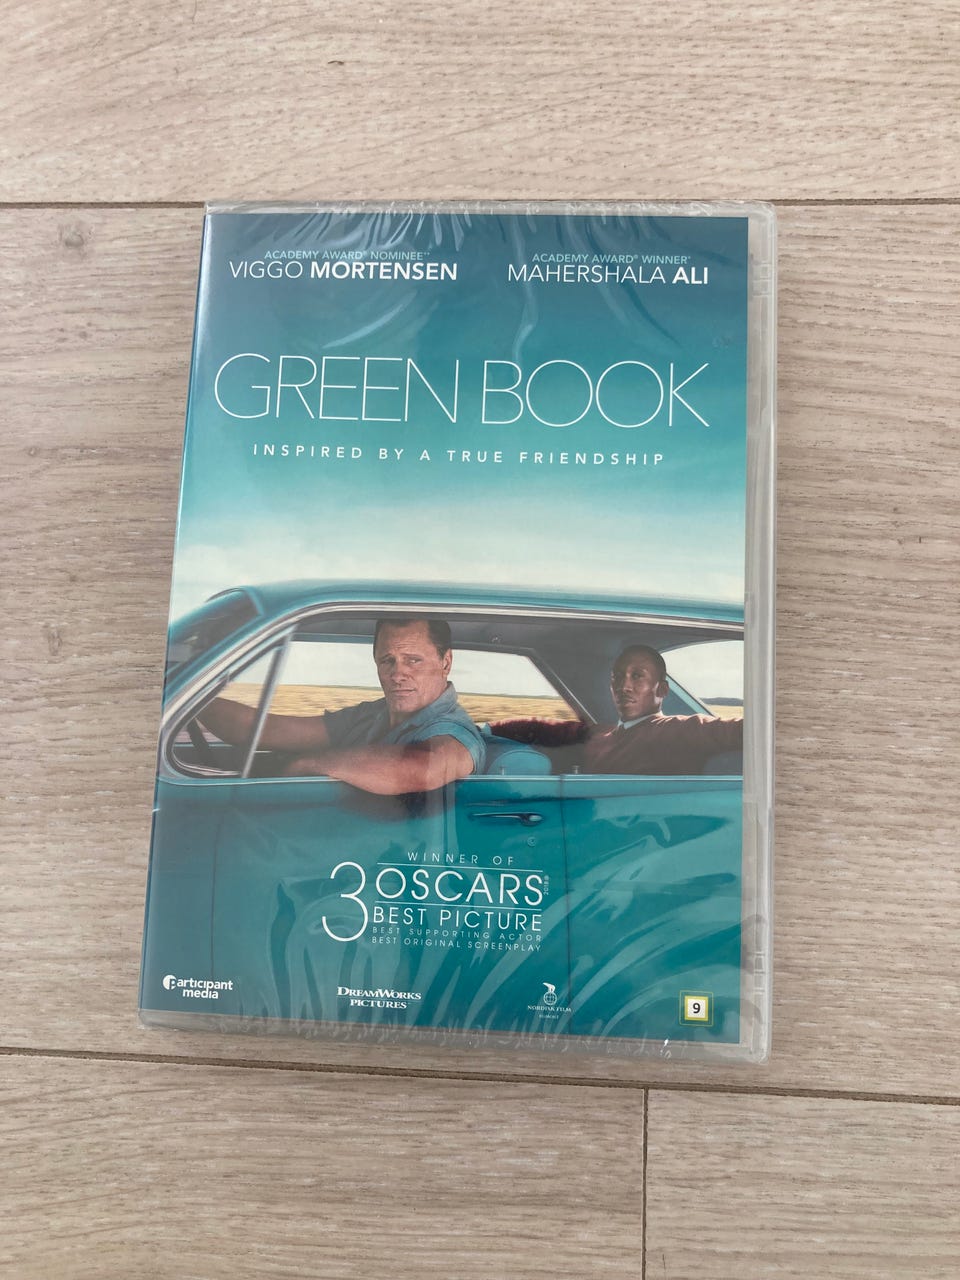 ACADEMY AWARD® NOMINEE
VIGGO MORTENSEN
ACADEMY AWARD® WINNER
MAHERSHALA ALI
GREEN BOOK
INSPIRED BY A TRUE FRIENDSHIP
WINNER OF
3 OSCARS
BEST PICTURE
BEST SUPPORTING ACTOR
BEST ORIGINAL SCREENPLAY
Participant
media
DREAMWORKS
PICTURES
NORDISK FILM
9